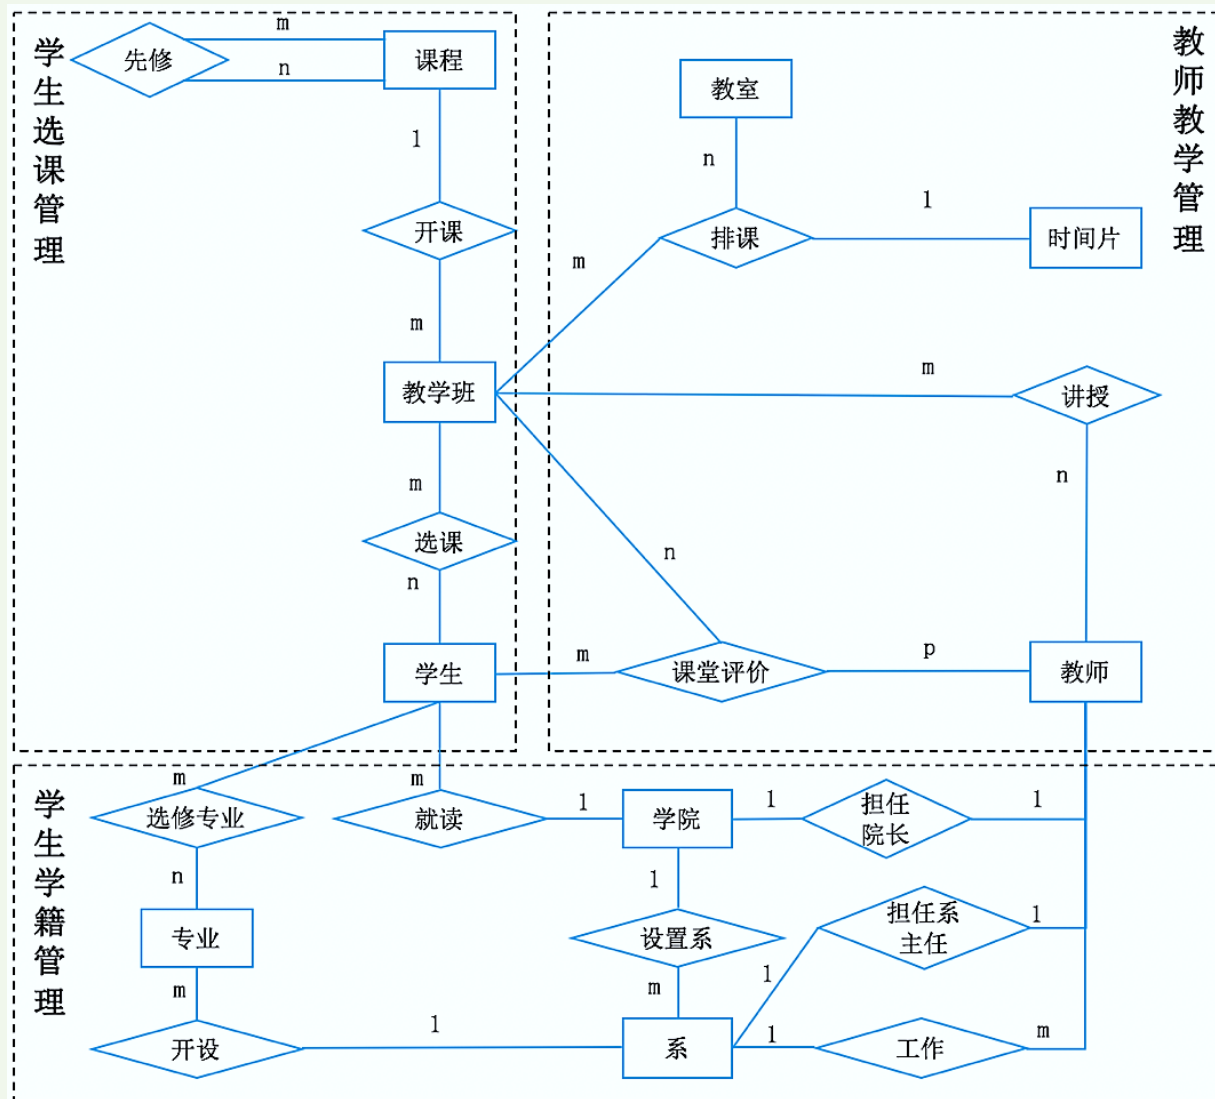 学生选课管理
先修
m
n
课程
1
开课
m
教学班
m
选课
n
学生
教师教学管理
教室
n
排课
1
时间片
m
m
讲授
n
n
m
课堂评价
p
教师
学生学籍管理
m
选修专业
n
专业
m
开设
1
m
就读
1
学院
1
担任
院长
1
1
设置系
m
系
1
担任系
主任
1
1
工作
m